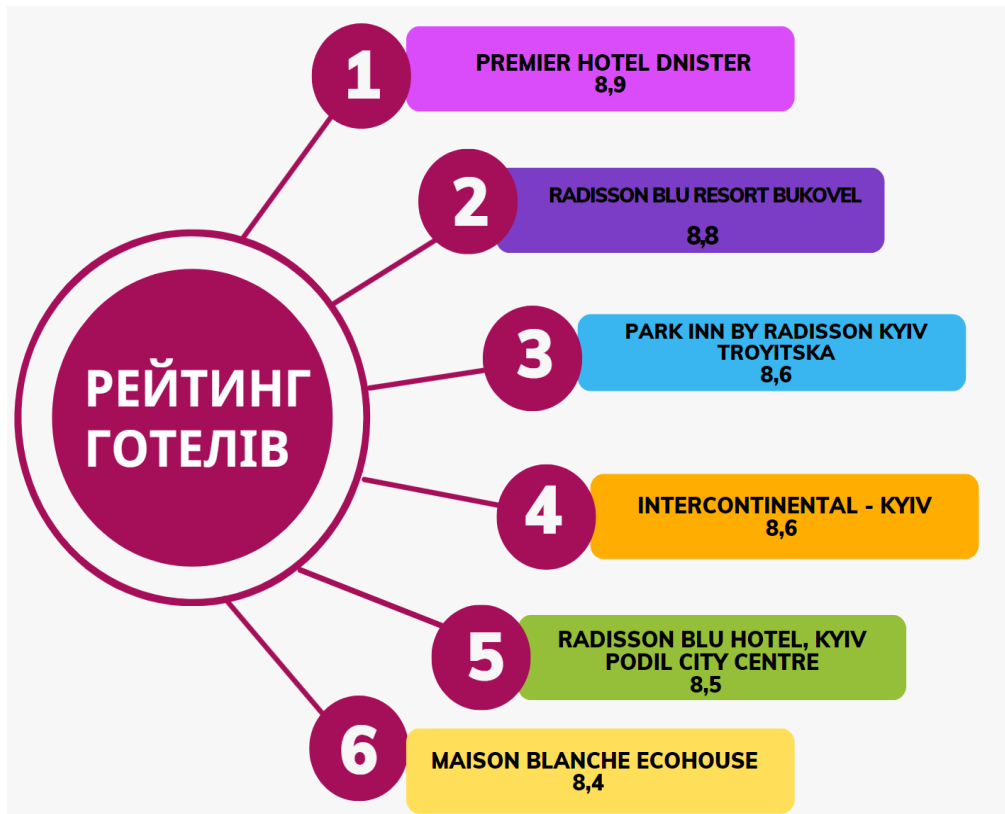 РЕЙТИНГ
ГОТЕЛІВ
1
PREMIER HOTEL DNISTER
8,9
2
RADISSON BLU RESORT BUKOVEL
8,8
3
PARK INN BY RADISSON KYIV
TROYITSKA
8,6
4
INTERCONTINENTAL - KYIV
8,6
5
RADISSON BLU HOTEL, KYIV
PODIL CITY CENTRE
8,5
6
MAISON BLANCHE ECOHOUSE
8,4